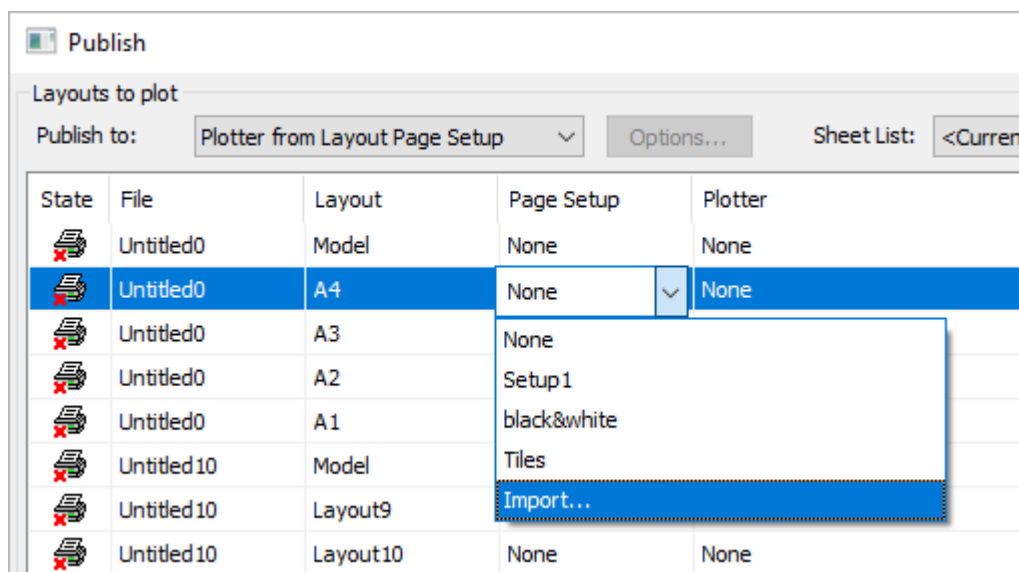 Publish
Layouts to plot
Publish to: Plotter from Layout Page Setup Options... Sheet List: <Curren
State File Layout Page Setup Plotter
Untitled0 Model None None
Untitled0 A4 None None
Untitled0 A3
None
Untitled0 A2
Setup1
Untitled0 A1
black&white
Untitled10 Model
Tiles
Untitled10 Layout9
Import...
Untitled10 Layout10 None None